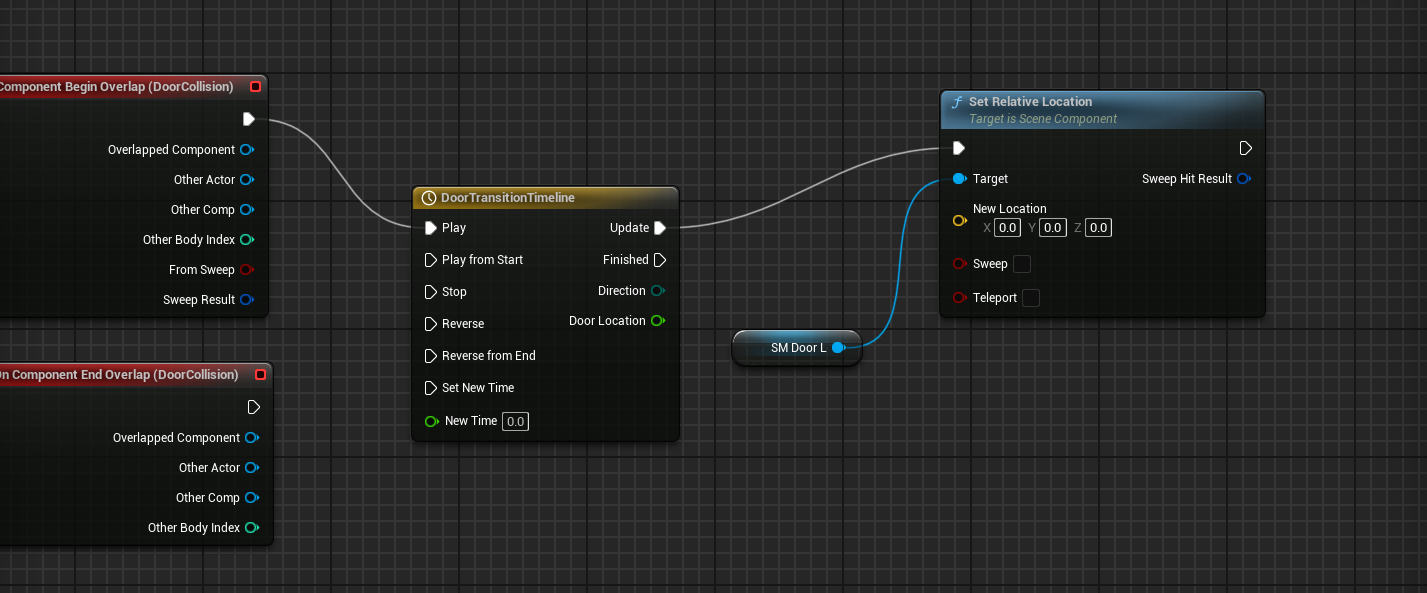 Component Begin Overlap (DoorCollision)
Overlapped Component
Other Actor
Other Comp
Other Body Index
From Sweep
Sweep Result
On Component End Overlap (DoorCollision)
Overlapped Component
Other Actor
Other Comp
Other Body Index
DoorTransitionTimeline
Play Update
Play from Start Finished
Stop Direction
Reverse Door Location
Reverse from End
Set New Time
New Time 0.0
SM Door L
f Set Relative Location
Target is Scene Component
Target Sweep Hit Result
New Location
X 0.0 Y 0.0 Z 0.0
Sweep
Teleport